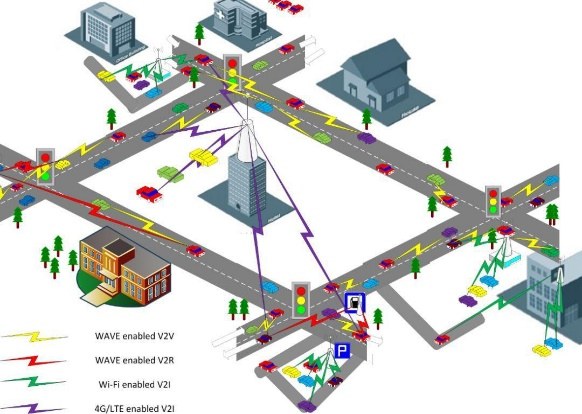 P
WAVE enabled V2V
WAVE enabled V2R
Wi-Fi enabled V2I
4G/LTE enabled V2I